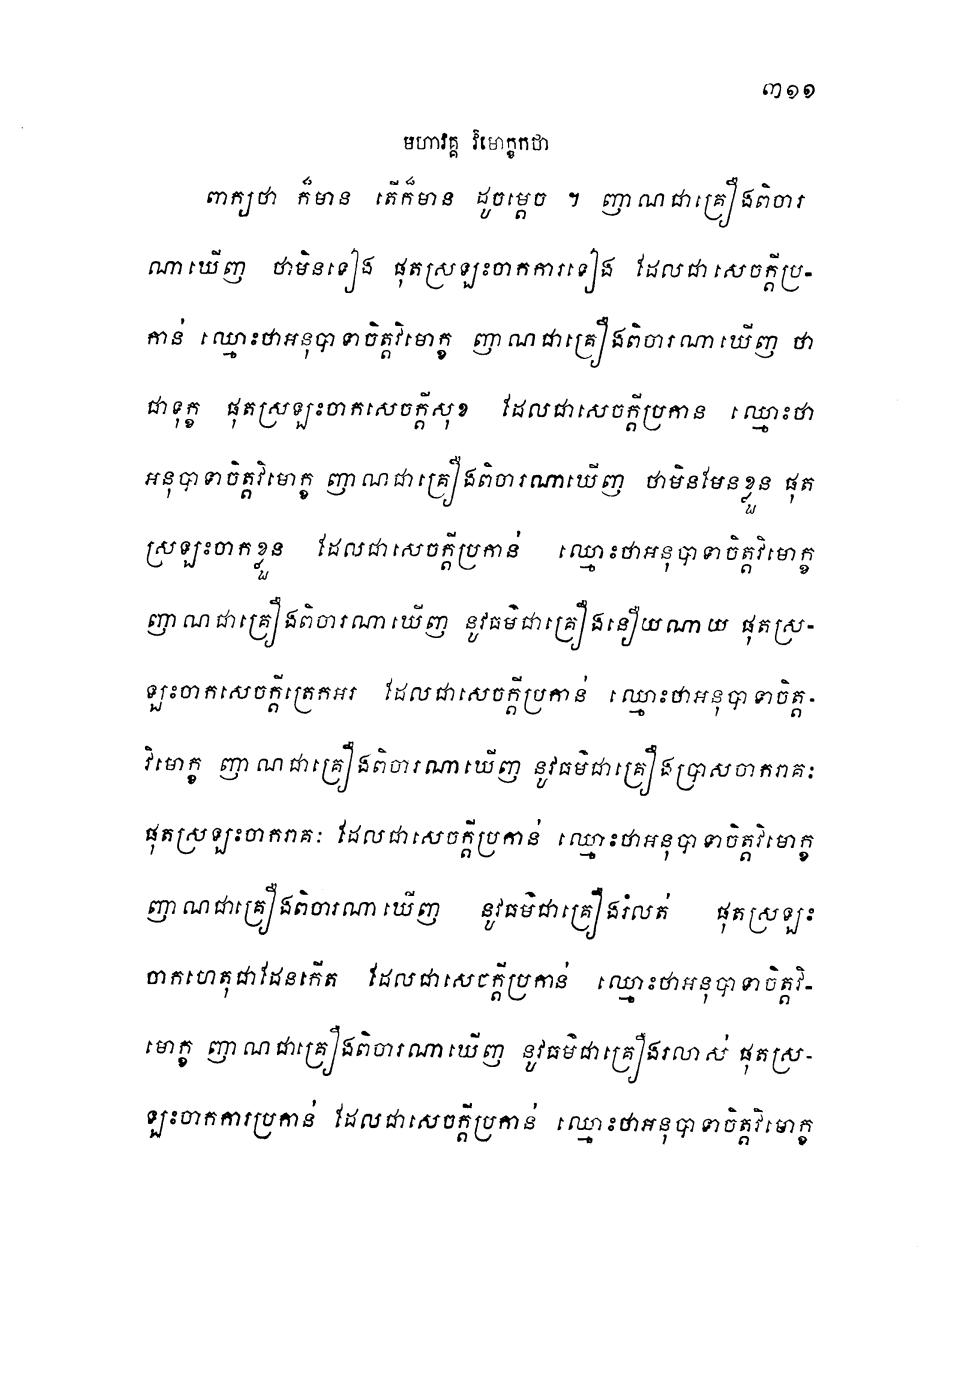 ៣១១
មហាវគ្គ វិមោក្ខកថា
ពាក្យថា ក៏មាន តើក៏មាន ដូចម្តេច ។ ញាណជាគ្រឿងពិចារ
ណាឃើញ ថាមិនទៀង ផុតស្រឡះចាកការទៀង ដែលជាសេចក្តីប្រ-
កាន់ ឈ្មោះថាអនុបាទាចិត្តវិមោក្ខ ញាណជាគ្រឿងពិចារណាឃើញ ថា
ជាទុក្ខ ផុតស្រឡះចាកសេចក្តីសុខ ដែលជាសេចក្តីប្រកាន ឈ្មោះថា
អនុបាទាចិត្តវិមោក្ខ ញាណជាគ្រឿងពិចារណាឃើញ ថាមិនមែនខ្លួន ផុត
ស្រឡះចាកខ្លួន ដែលជាសេចក្តីប្រកាន់ ឈ្មោះថាអនុបាទាចិត្តវិមោក្ខ
ញាណជាគ្រឿងពិចារណាឃើញ នូវធម៌ជាគ្រឿងនឿយណាយ ផុតស្រ-
ឡះចាកសេចក្តីត្រេកអរ ដែលជាសេចក្តីប្រកាន់ ឈ្មោះថាអនុបាទាចិត្ត-
វិមោក្ខ ញាណជាគ្រឿងពិចារណាឃើញ នូវធម៌ជាគ្រឿងប្រាសចាករាគៈ
ផុតស្រឡះចាករាគៈ ដែលជាសេចក្តីប្រកាន់ ឈ្មោះថាអនុបាទាចិត្តវិមោក្ខ
ញាណជាគ្រឿងពិចារណាឃើញ នូវធម៌ជាគ្រឿងរំលត់ ផុតស្រឡះ
ចាកហេតុជាដែនកើត ដែលជាសេចក្តីប្រកាន់ ឈ្មោះថាអនុបាទាចិត្តវិ-
មោក្ខ ញាណជាគ្រឿងពិចារណាឃើញ នូវធម៌ជាគ្រឿងរលាស់ ផុតស្រ-
ឡះចាកការប្រកាន់ ដែលជាសេចក្តីប្រកាន់ ឈ្មោះថាអនុបាទាចិត្តវិមោក្ខ